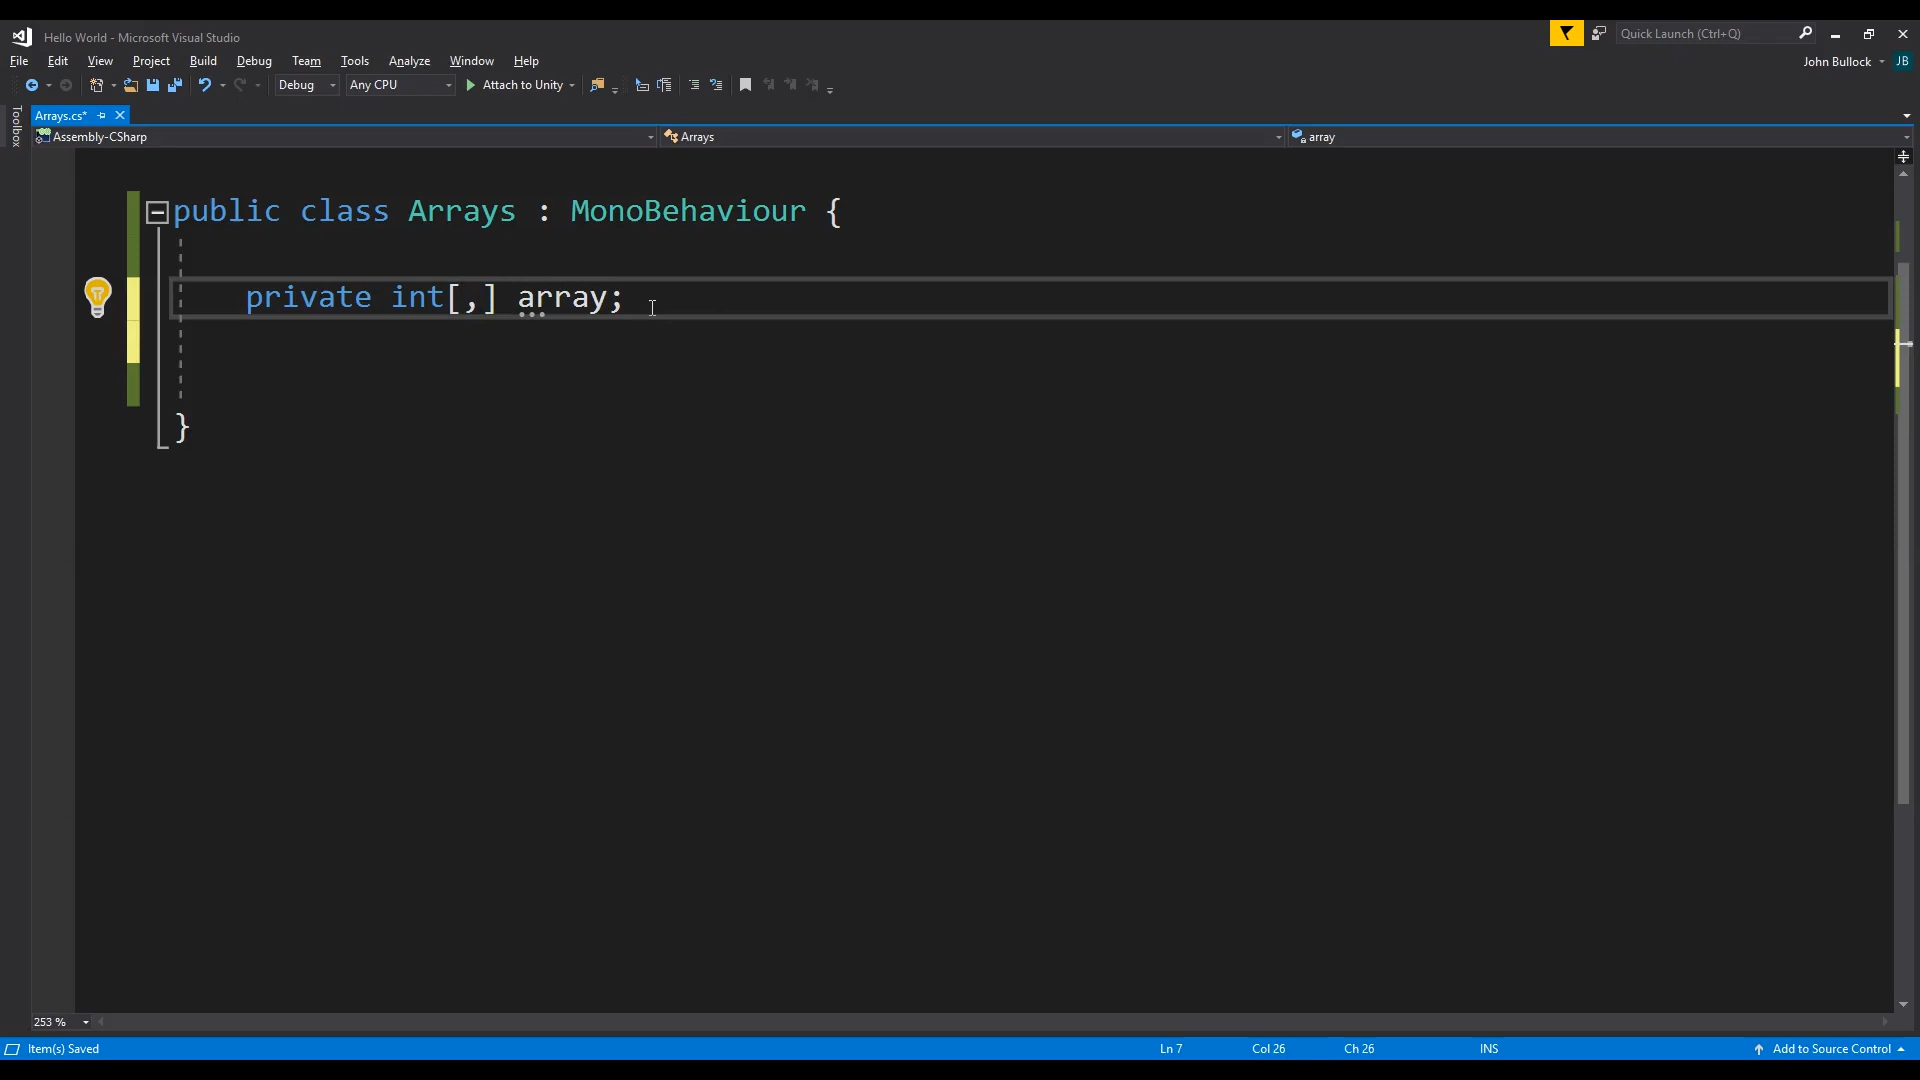 Hello World - Microsoft Visual Studio
Quick Launch (Ctrl+Q)
File Edit View Project Build Debug Team Tools Analyze Window Help
John Bullock JB
Debug Any CPU Attach to Unity
Toolbox
Arrays.cs*
Assembly-CSharp Arrays array
public class Arrays : MonoBehaviour {
private int[,] array;
}
253 %
Item(s) Saved Ln 7 Col 26 Ch 26 INS Add to Source Control